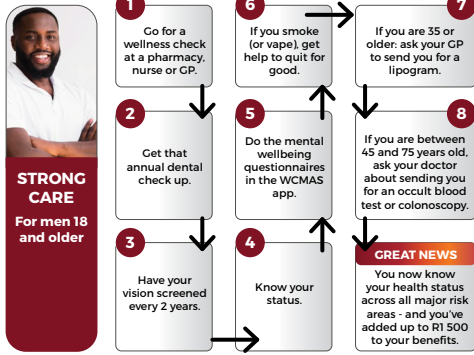 STRONG
CARE
For men 18
and older
1
Go for a
wellness check
at a pharmacy,
nurse or GP.
2
Get that
annual dental
check up.
3
Have your
vision screened
every 2 years.
4
Know your
status.
5
Do the mental
wellbeing
questionnaires
in the WCMAS
app.
6
If you smoke
(or vape), get
help to quit for
good.
7
If you are 35 or
older: ask your GP
to send you for a
lipogram.
8
If you are between
45 and 75 years old,
ask your doctor
about sending you
for an occult blood
test or colonoscopy.
GREAT NEWS
You now know
your health status
across all major risk
areas - and you've
added up to R1 500
to your benefits.